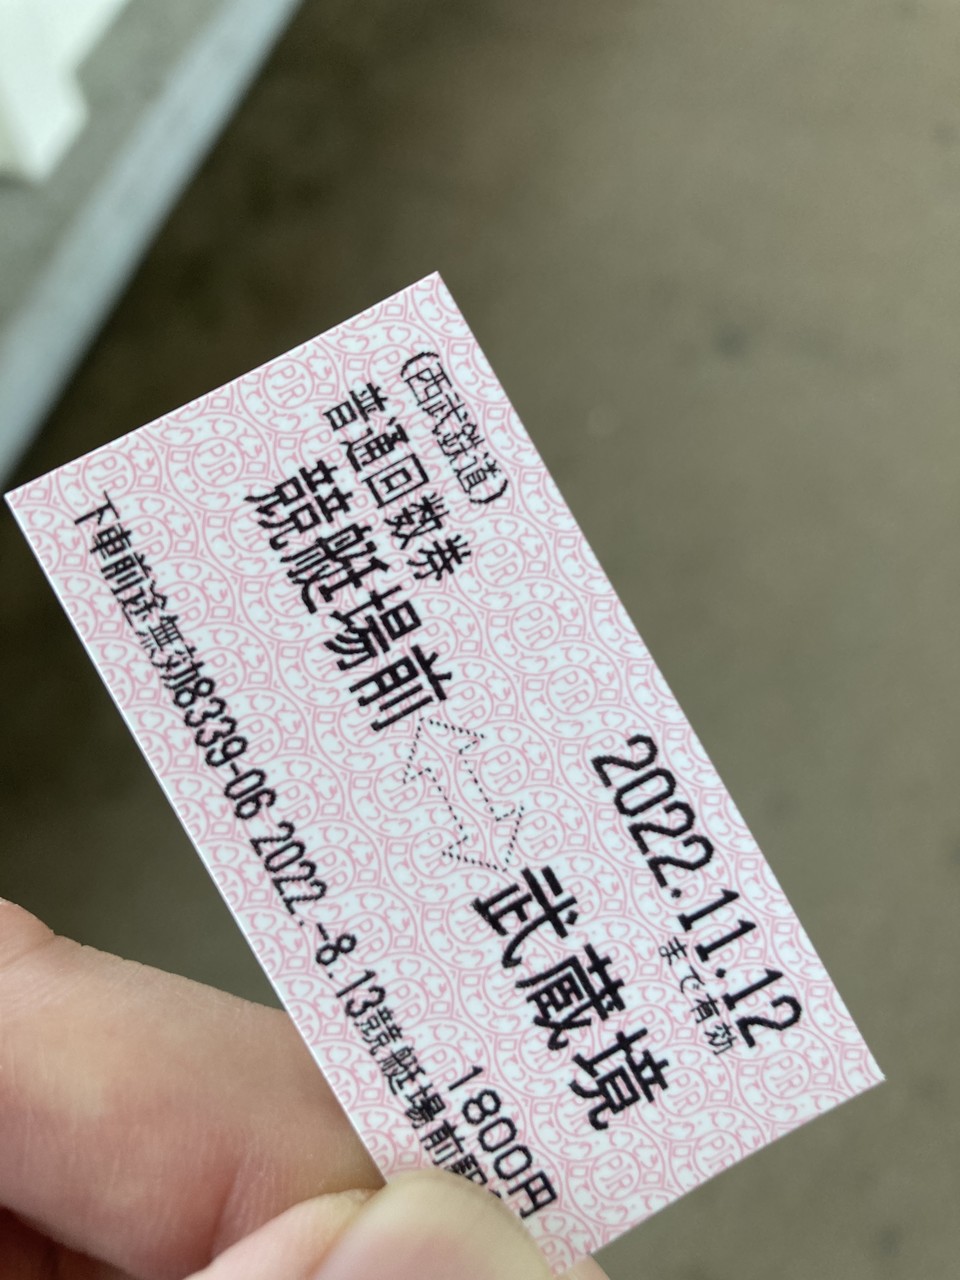 (西武鉄道)
普通回数券
2022.11.12
まで有効
競艇場前
武蔵境
1800円
下車前途無効8339-06 2022.-8.13競艇場前駅